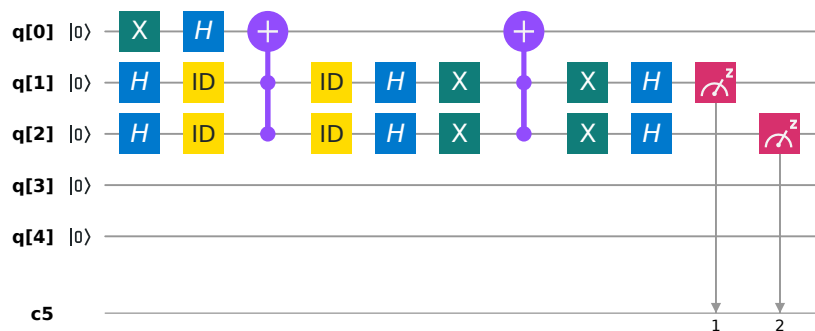 q[0] |0⟩ X H +  +
q[1] |0⟩ H ID ID H X X H z
q[2] |0⟩ H ID ID H X X H z
q[3] |0⟩
q[4] |0⟩
c5
1 2